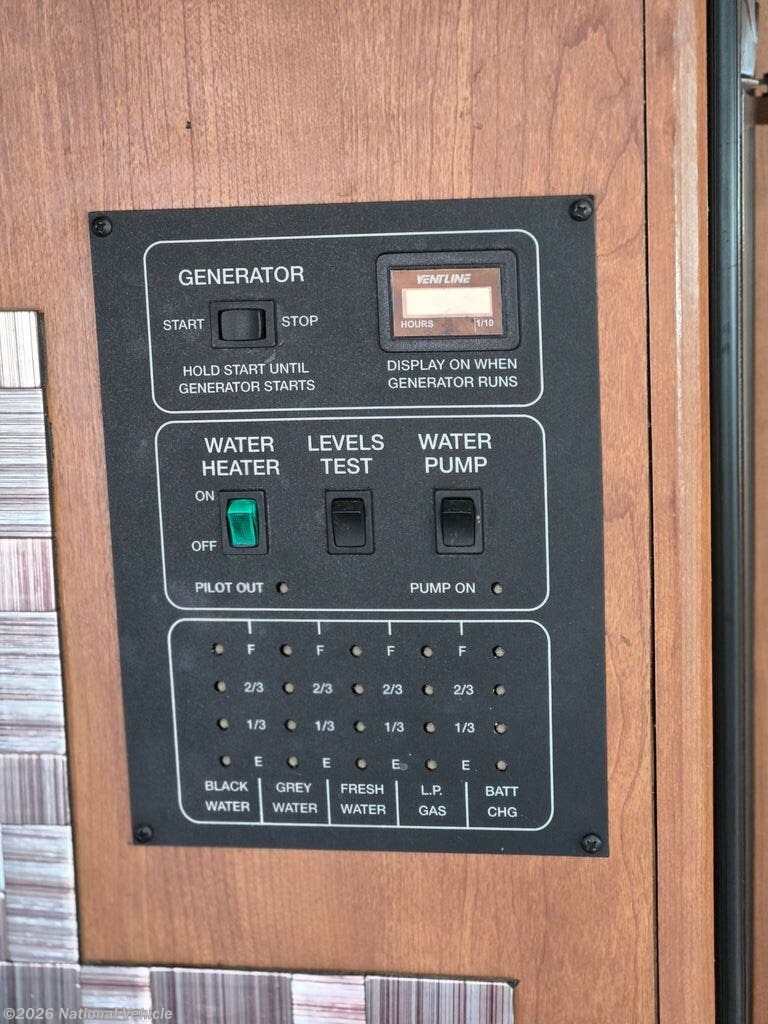 GENERATOR
START STOP
HOLD START UNTIL
GENERATOR STARTS
VENTLINE
HOURS 1/10
DISPLAY ON WHEN
GENERATOR RUNS
WATER
HEATER
LEVELS
TEST
WATER
PUMP
ON
OFF
PILOT OUT
PUMP ON
F F F F
2/3 2/3 2/3 2/3
1/3 1/3 1/3 1/3
E E E E
BLACK
WATER
GREY
WATER
FRESH
WATER
L.P.
GAS
BATT
CHG
©2026 National Vehicle